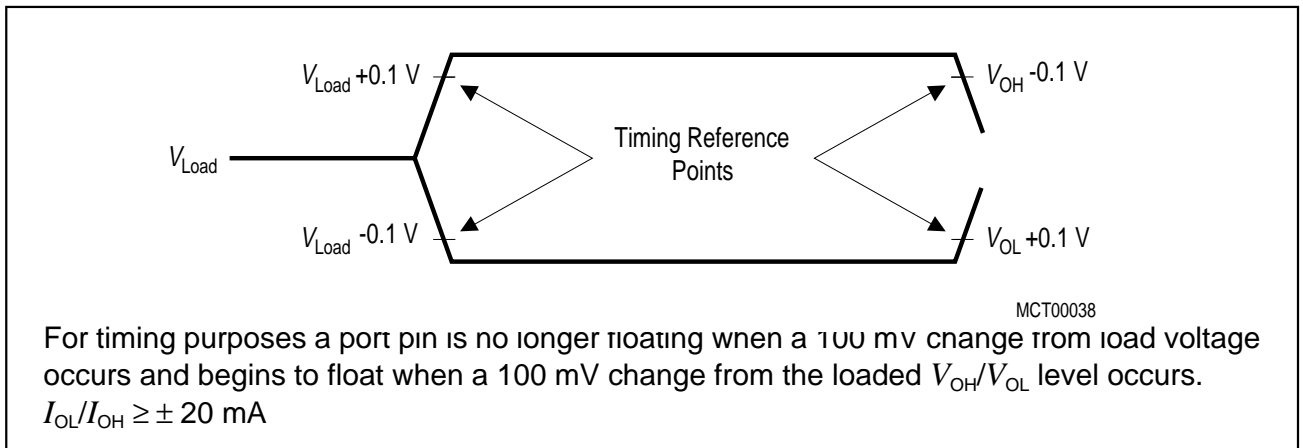 V_Load +0.1 V
V_OH -0.1 V
V_Load
Timing Reference
Points
V_Load -0.1 V
V_OL +0.1 V
MCT00038
For timing purposes a port pin is no longer floating when a 100 mV change from load voltage
occurs and begins to float when a 100 mV change from the loaded V_OH/V_OL level occurs.
I_OL/I_OH ≥ ± 20 mA